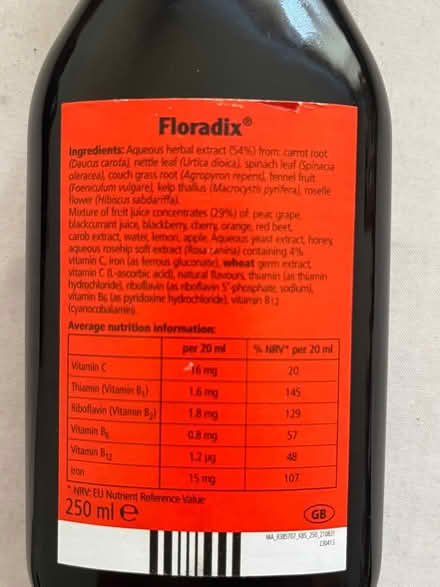 Floradix®
Ingredients: Aqueous herbal extract (54%) from: carrot root
(Daucus carota), nettle leaf (Urtica dioica), spinach leaf (Spinacia
oleracea), couch grass root (Agropyron repens), fennel fruit
(Foeniculum vulgare), kelp thallus (Macrocystis pyrifera), roselle
flower (Hibiscus sabdariffa).
Mixture of fruit juice concentrates (29%) of: pear, grape,
blackcurrant juice, blackberry, cherry, orange, red beet,
carob extract, water, lemon, apple. Aqueous yeast extract, honey,
aqueous rosehip soft extract (Rosa canina) containing 4%
vitamin C, iron (as ferrous gluconate), wheat germ extract,
vitamin C (L-ascorbic acid), natural flavours, thiamin (as thiamin
hydrochloride), riboflavin (as riboflavin 5'-phosphate, sodium),
vitamin B6 (as pyridoxine hydrochloride), vitamin B12
(cyanocobalamin).
Average nutrition information:
per 20 ml % NRV* per 20 ml
Vitamin C 16 mg 20
Thiamin (Vitamin B1) 1.6 mg 145
Riboflavin (Vitamin B2) 1.8 mg 129
Vitamin B6 0.8 mg 57
Vitamin B12 1.2 µg 48
Iron 15 mg 107
* NRV: EU Nutrient Reference Value
250 ml ℮ GB